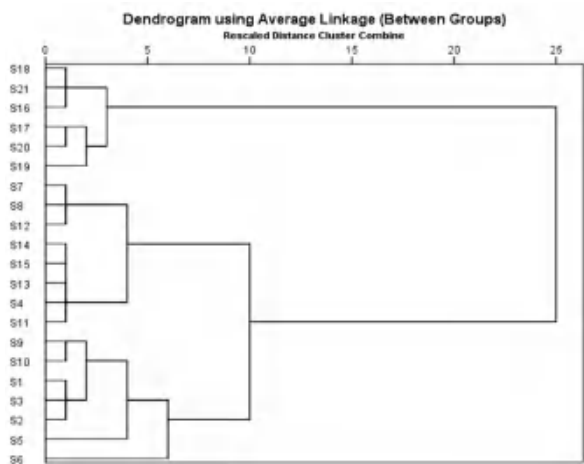 Dendrogram using Average Linkage (Between Groups)
Rescaled Distance Cluster Combine
0 5 10 15 20 25
S18
S21
S16
S17
S20
S19
S7
S8
S12
S14
S15
S13
S4
S11
S9
S10
S1
S3
S2
S5
S6